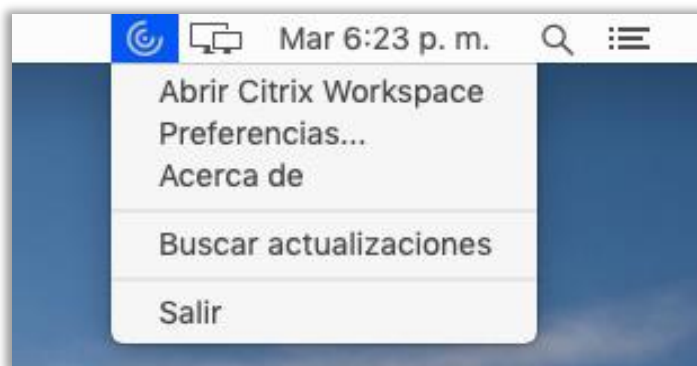 Mar 6:23 p. m.
Abrir Citrix Workspace
Preferencias...
Acerca de
Buscar actualizaciones
Salir